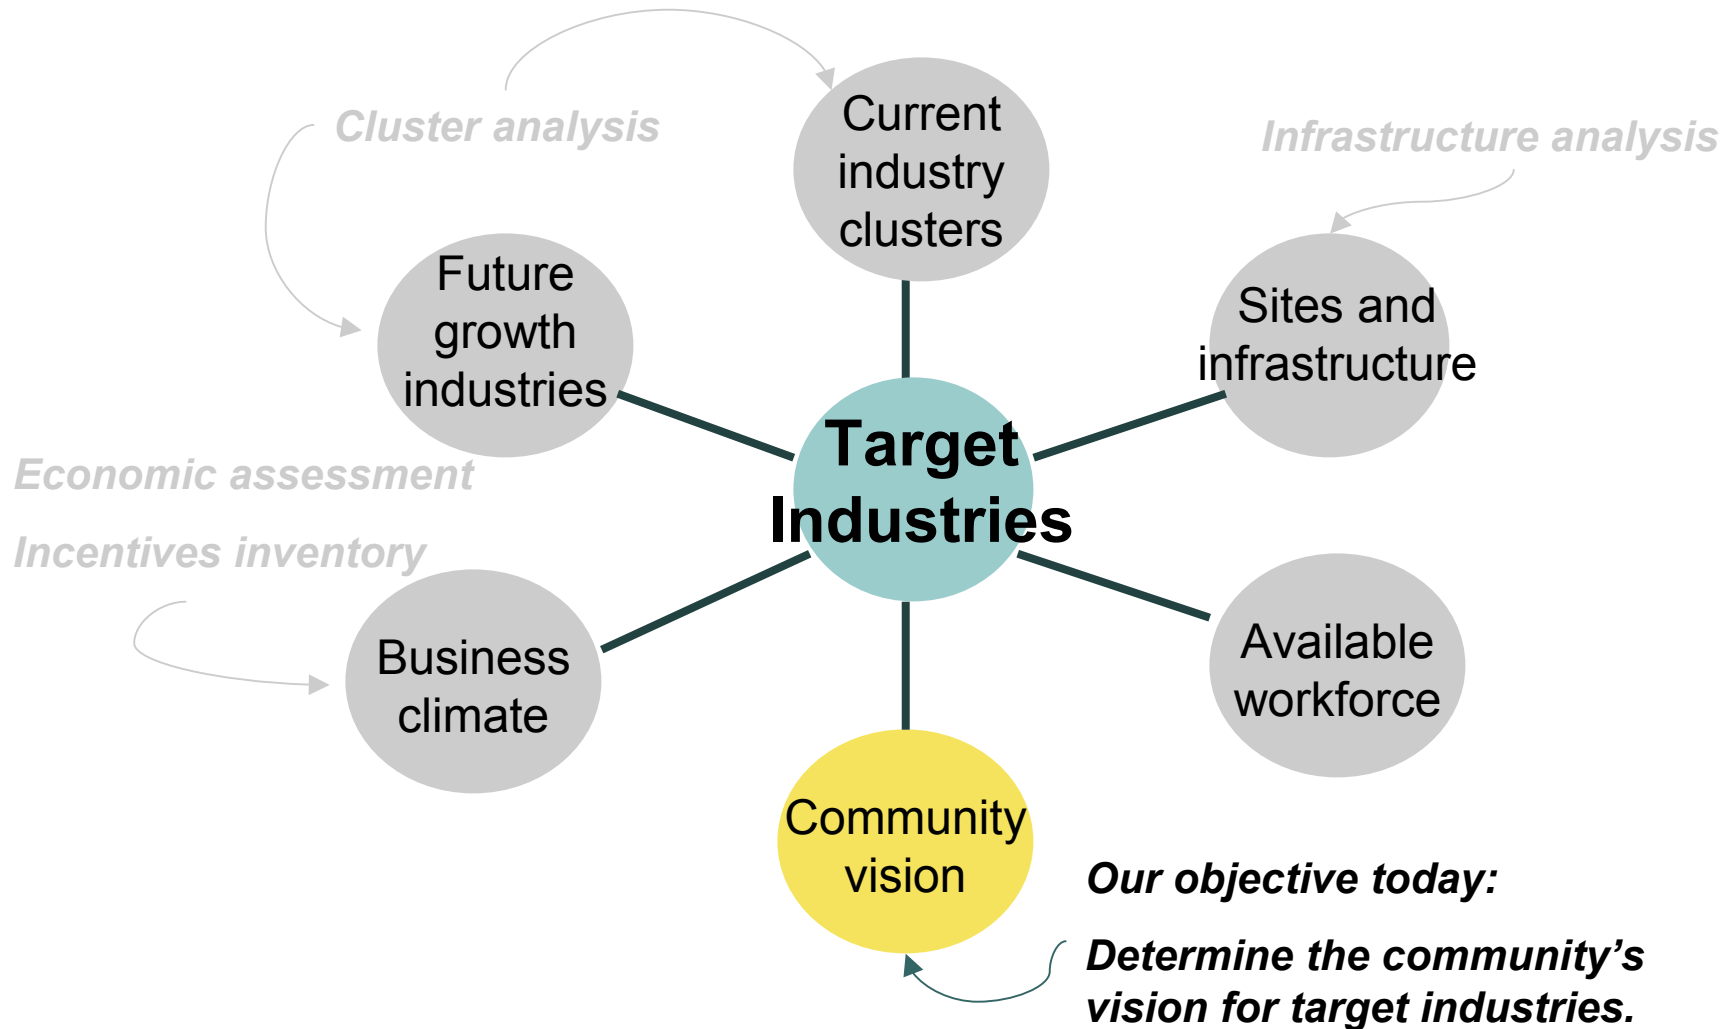 Cluster analysis
Current
industry
clusters
Infrastructure analysis
Future
growth
industries
Sites and
infrastructure
Target
Industries
Economic assessment
Incentives inventory
Business
climate
Available
workforce
Community
vision
Our objective today:
Determine the community’s
vision for target industries.